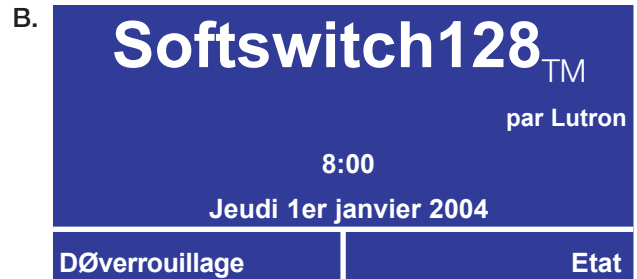 B.
Softswitch128TM
par Lutron
8:00
Jeudi 1er janvier 2004
DØverrouillage
Etat